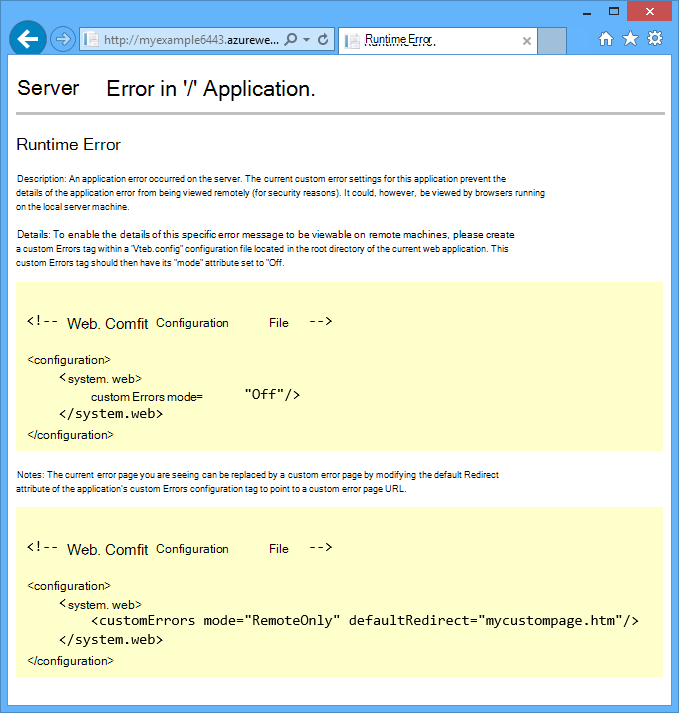 http://myexample6443.azurewe...
Runtime Error
Server Error in '/' Application.
Runtime Error
Description: An application error occurred on the server. The current custom error settings for this application prevent the
details of the application error from being viewed remotely (for security reasons). It could, however, be viewed by browsers running
on the local server machine.
Details: To enable the details of this specific error message to be viewable on remote machines, please create
a custom Errors tag within a "Vteb.config" configuration file located in the root directory of the current web application. This
custom Errors tag should then have its "mode" attribute set to "Off.
<!-- Web. Comfit Configuration File -->
<configuration>
<system. web>
custom Errors mode= "Off"/>
</system.web>
</configuration>
Notes: The current error page you are seeing can be replaced by a custom error page by modifying the default Redirect
attribute of the application's custom Errors configuration tag to point to a custom error page URL.
<!-- Web. Comfit Configuration File -->
<configuration>
<system. web>
<customErrors mode="RemoteOnly" defaultRedirect="mycustompage.htm"/>
</system.web>
</configuration>